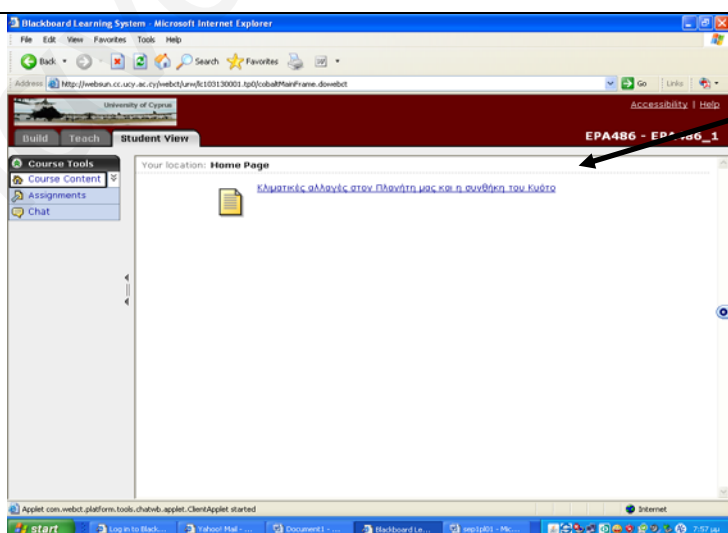 Blackboard Learning System - Microsoft Internet Explorer
File Edit View Favorites Tools Help
Back Search Favorites
Address http://websun.cc.ucy.ac.cy/webct/urw/lc103130001.tp0/cobaltMainFrame.dowebct Go Links
University of Cyprus Accessibility | Help
Build Teach Student View EPA486 - EPA486_1
Course Tools
Course Content
Assignments
Chat
Your location: Home Page
Κλιματικές αλλαγές στον Πλανήτη μας και η συνθήκη του Κυότο
Applet com.webct.platform.tools.chatwb.applet.ClientApplet started Internet
start Log in to Black... Yahoo! Mail - ... Document1 - ... Blackboard Le... sep1pl01 - Mic... 7:57 μμ